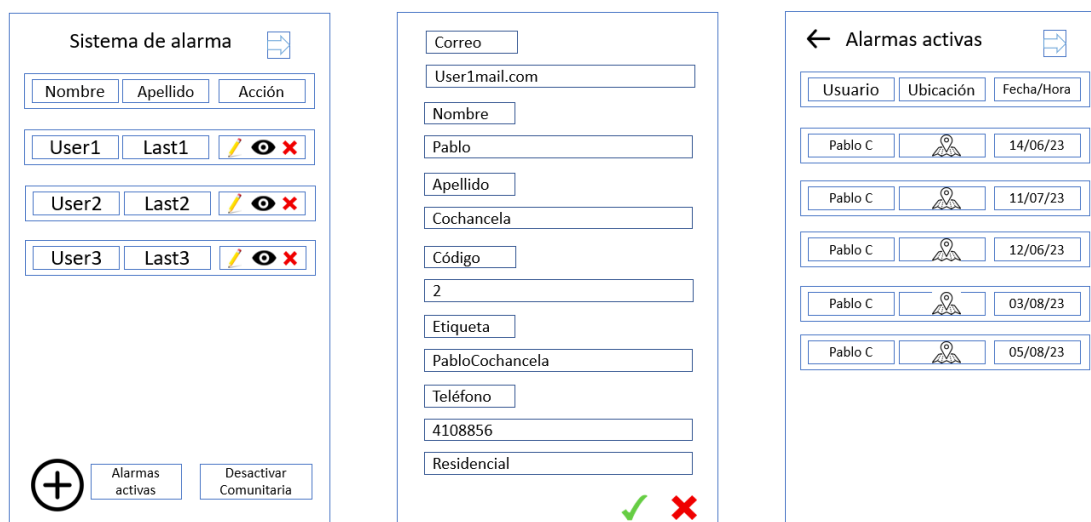 Sistema de alarma
Nombre Apellido Acción
User1 Last1
User2 Last2
User3 Last3
Alarmas
activas
Desactivar
Comunitaria
Correo
User1mail.com
Nombre
Pablo
Apellido
Cochancela
Código
2
Etiqueta
PabloCochancela
Teléfono
4108856
Residencial
Alarmas activas
Usuario Ubicación Fecha/Hora
Pablo C 14/06/23
Pablo C 11/07/23
Pablo C 12/06/23
Pablo C 03/08/23
Pablo C 05/08/23